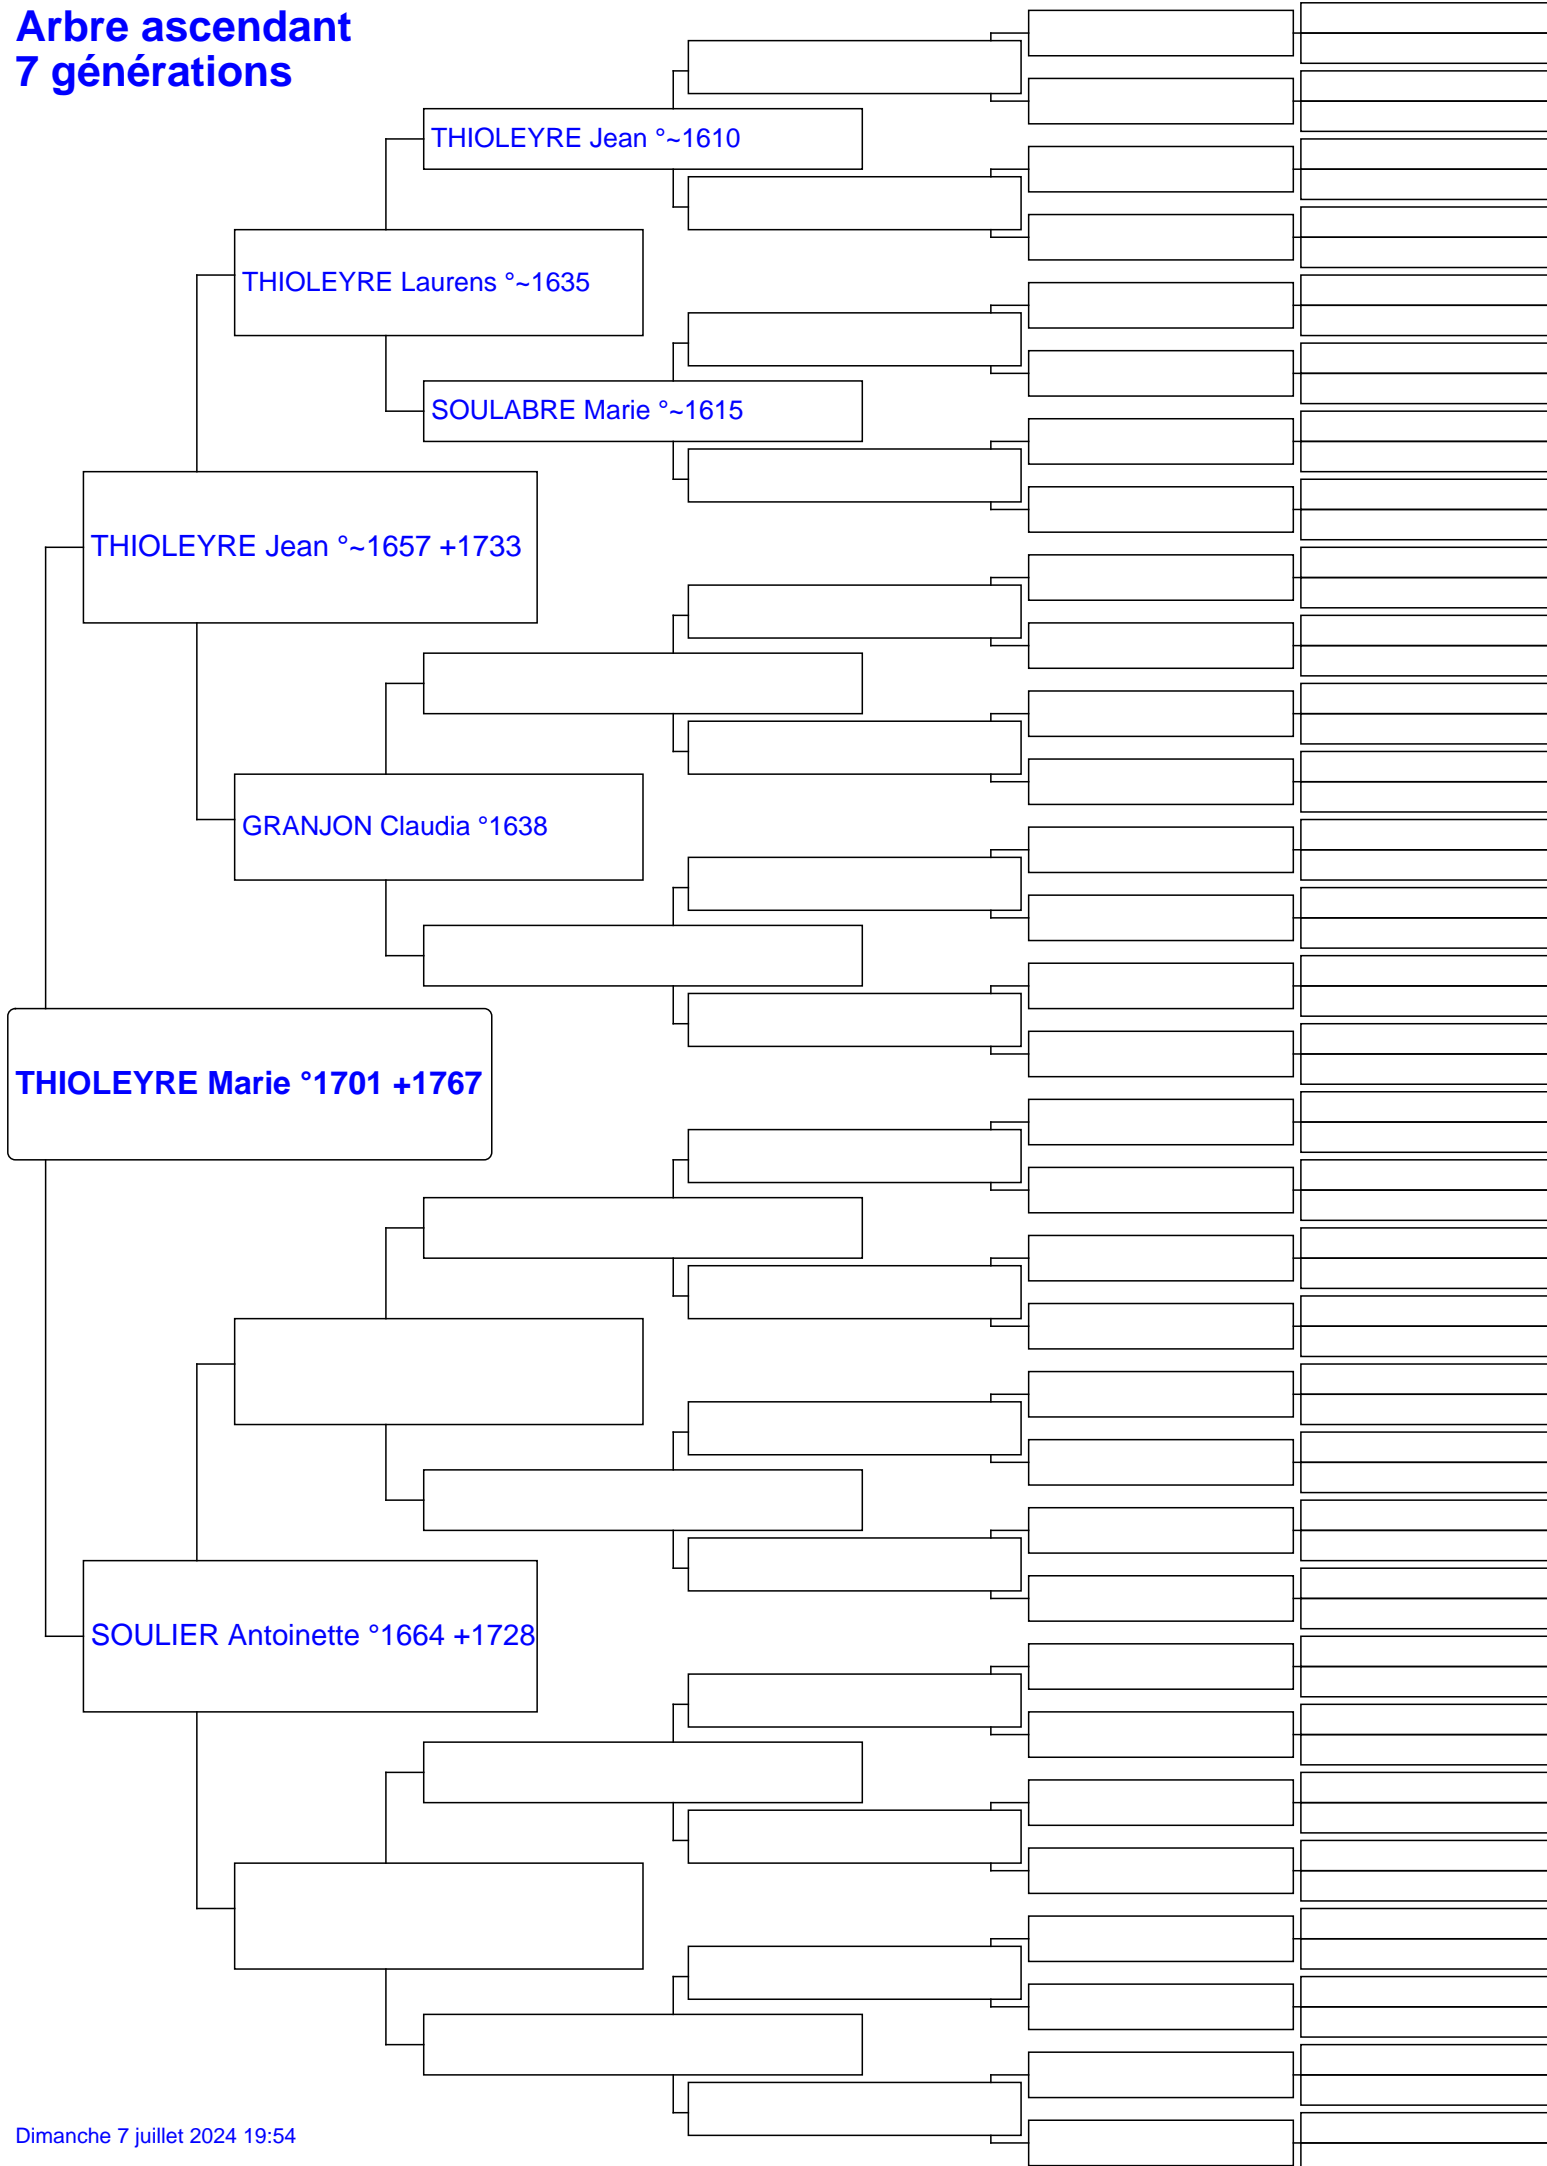 Arbre ascendant
7 générations
THIOLEYRE Jean °~1610
THIOLEYRE Laurens °~1635
SOULABRE Marie °~1615
THIOLEYRE Jean °~1657 +1733
GRANJON Claudia °1638
THIOLEYRE Marie °1701 +1767
SOULIER Antoinette °1664 +1728
Dimanche 7 juillet 2024 19:54